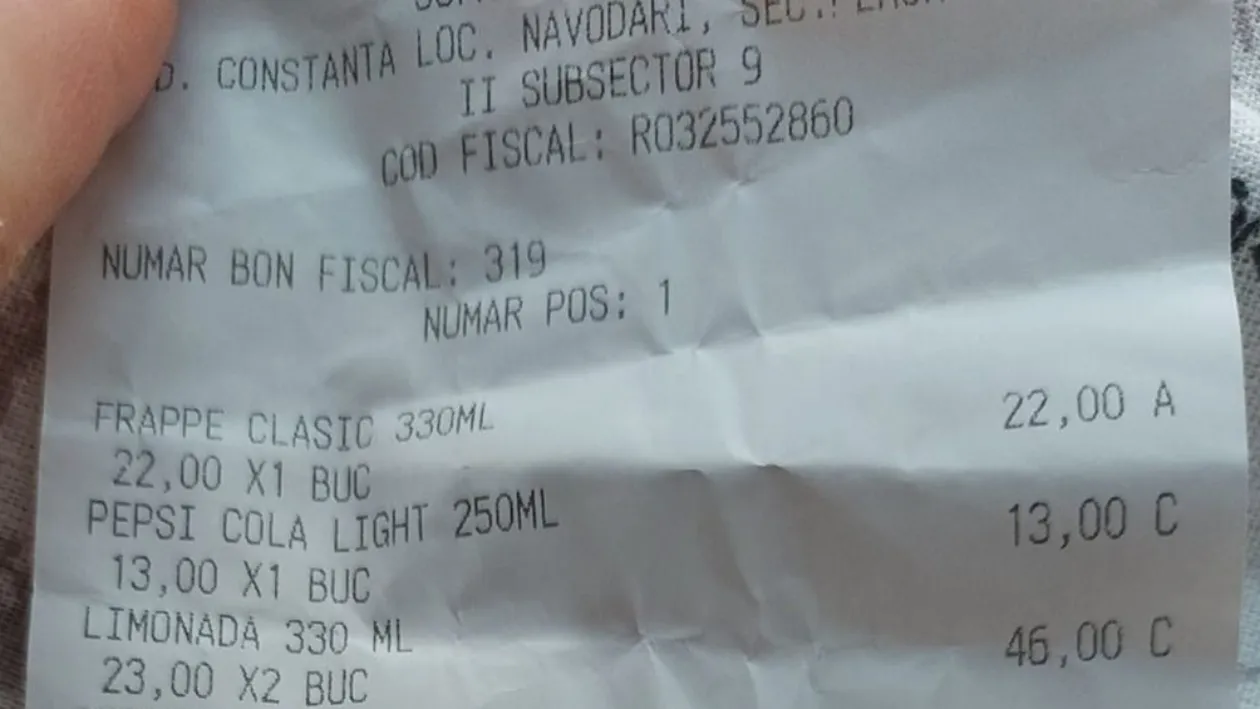 D. CONSTANTA LOC. NAVODARI, SEC.:
II SUBSECTOR 9
COD FISCAL: RO32552860
NUMAR BON FISCAL: 319
NUMAR POS: 1
FRAPPE CLASIC 330ML 22,00 A
22,00 X1 BUC
PEPSI COLA LIGHT 250ML 13,00 C
13,00 X1 BUC
LIMONADA 330 ML 46,00 C
23,00 X2 BUC